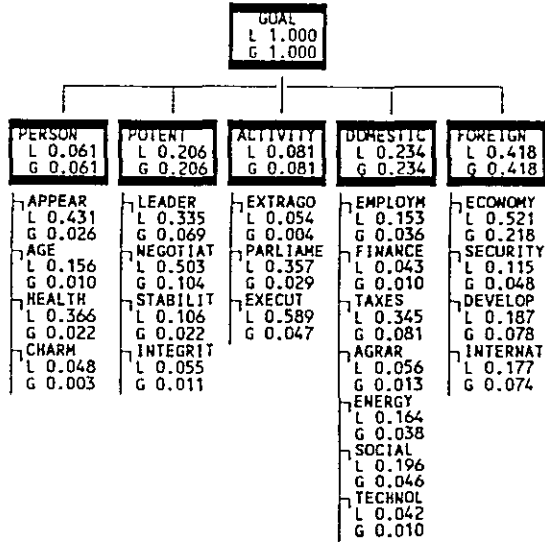 GOAL
L 1.000
G 1.000
PERSON
L 0.061
G 0.061
APPEAR
L 0.431
G 0.026
AGE
L 0.156
G 0.010
HEALTH
L 0.366
G 0.022
CHARM
L 0.048
G 0.003
POTENT
L 0.206
G 0.206
LEADER
L 0.335
G 0.069
NEGOTIAT
L 0.503
G 0.104
STABILIT
L 0.106
G 0.022
INTEGRIT
L 0.055
G 0.011
ACTIVITY
L 0.081
G 0.081
EXTRAGO
L 0.054
G 0.004
PARLIAME
L 0.357
G 0.029
EXECUT
L 0.589
G 0.047
DOMESTIC
L 0.234
G 0.234
EMPLOYM
L 0.153
G 0.036
FINANCE
L 0.043
G 0.010
TAXES
L 0.345
G 0.081
AGRAR
L 0.056
G 0.013
ENERGY
L 0.164
G 0.038
SOCIAL
L 0.196
G 0.046
TECHNOL
L 0.042
G 0.010
FOREIGN
L 0.418
G 0.418
ECONOMY
L 0.521
G 0.218
SECURITY
L 0.115
G 0.048
DEVELOP
L 0.187
G 0.078
INTERNAT
L 0.177
G 0.074